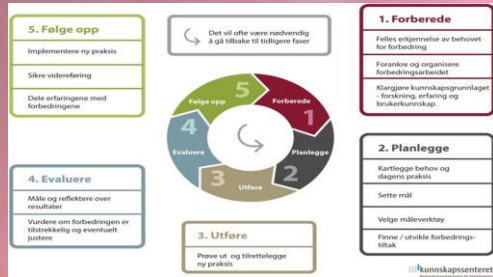 5. Følge opp
Implementere ny praksis
Sikre videreføring
Dele erfaringene med
forbedringene
Det vil ofte være nødvendig
å gå tilbake til tidligere faser
1. Forberede
Felles erkjennelse av behovet
for forbedring
Forankre og organisere
forbedringsarbeidet
Klargjøre kunnskapsgrunnlaget
- forskning, erfaring og
brukerkunnskap
5
Følge opp
Forberede
1
4
Evaluere
Planlegge
2
3
Utføre
2. Planlegge
Kartlegge behov og
dagens praksis
Sette mål
Velge måleverktøy
Finne / utvikle forbedrings-
tiltak
4. Evaluere
Måle og reflektere over
resultater
Vurdere om forbedringen er
tilstrekkelig og eventuelt
justere
3. Utføre
Prøve ut og tilrettelegge
ny praksis
kunnskapssenteret